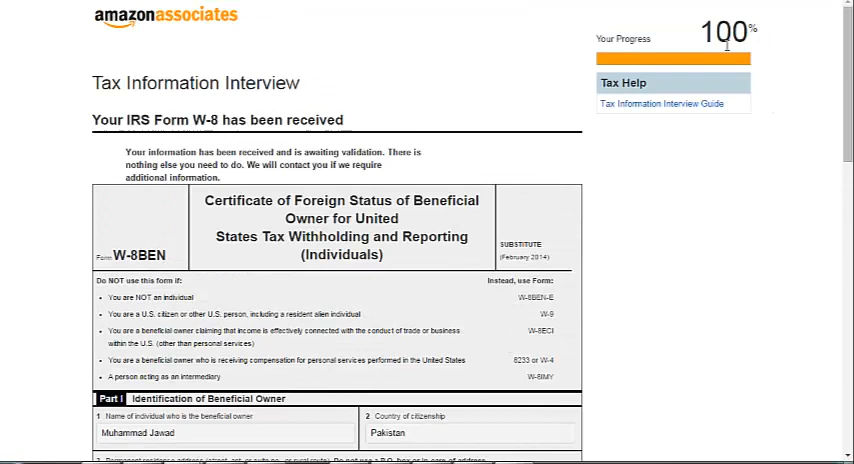 amazonassociates
Your Progress 100%
Tax Information Interview
Tax Help
Tax Information Interview Guide
Your IRS Form W-8 has been received
Your information has been received and is awaiting validation. There is
nothing else you need to do. We will contact you if we require
additional information.
Form W-8BEN
Certificate of Foreign Status of Beneficial
Owner for United
States Tax Withholding and Reporting
(Individuals)
SUBSTITUTE
(February 2014)
Do NOT use this form if: Instead, use Form:
• You are NOT an individual W-8BEN-E
• You are a U.S. citizen or other U.S. person, including a resident alien individual W-9
• You are a beneficial owner claiming that income is effectively connected with the conduct of trade or business W-8ECI
within the U.S. (other than personal services)
• You are a beneficial owner who is receiving compensation for personal services performed in the United States 8233 or W-4
• A person acting as an intermediary W-8IMY
Part I Identification of Beneficial Owner
1 Name of individual who is the beneficial owner 2 Country of citizenship
Muhammad Jawad Pakistan